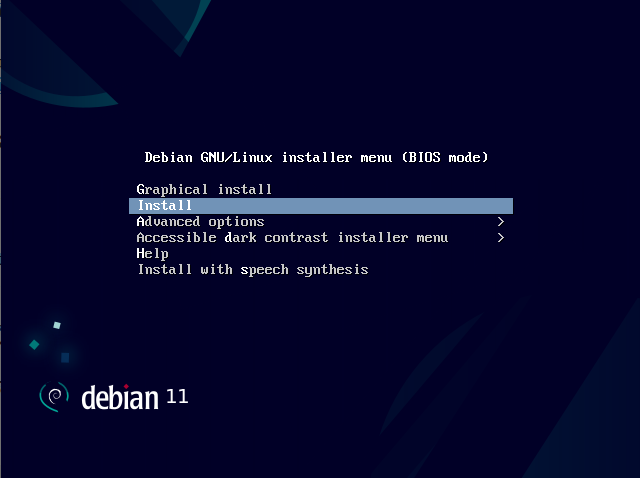 Debian GNU/Linux installer menu (BIOS mode)
Graphical install
Install
Advanced options >
Accessible dark contrast installer menu >
Help
Install with speech synthesis
debian 11